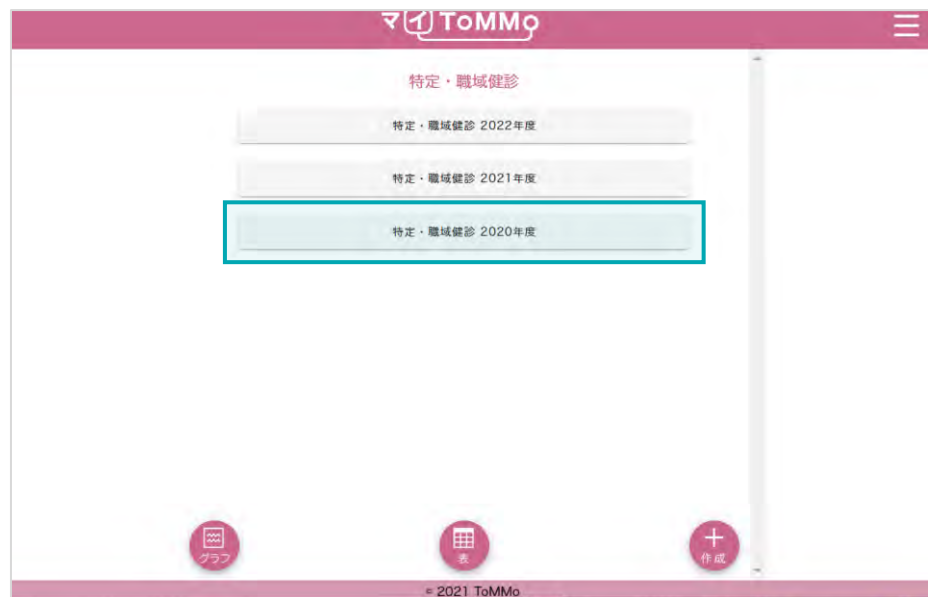 マイToMMo
特定・職域健診
特定・職域健診 2022年度
特定・職域健診 2021年度
特定・職域健診 2020年度
グラフ
表
作成
© 2021 ToMMo